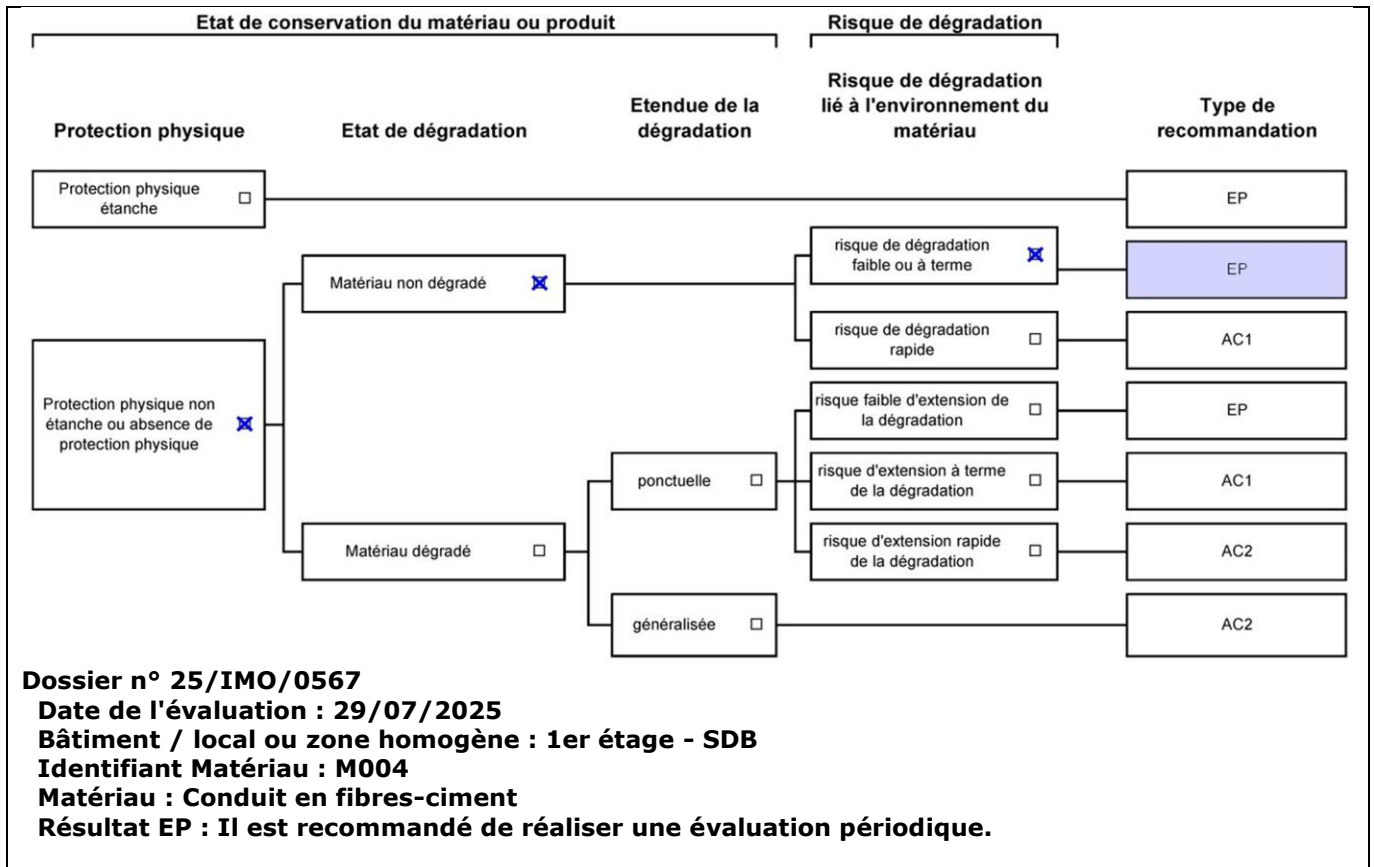 Etat de conservation du matériau ou produit
Risque de dégradation
Protection physique
Etat de dégradation
Etendue de la
dégradation
Risque de dégradation
lié à l'environnement du
matériau
Type de
recommandation
Protection physique
étanche
EP
risque de dégradation
faible ou à terme
EP
Matériau non dégradé
risque de dégradation
rapide
AC1
Protection physique non
étanche ou absence de
protection physique
risque faible d'extension de
la dégradation
EP
ponctuelle
risque d'extension à terme
de la dégradation
AC1
Matériau dégradé
risque d'extension rapide
de la dégradation
AC2
généralisée
AC2
Dossier n° 25/IMO/0567
Date de l'évaluation : 29/07/2025
Bâtiment / local ou zone homogène : 1er étage - SDB
Identifiant Matériau : M004
Matériau : Conduit en fibres-ciment
Résultat EP : Il est recommandé de réaliser une évaluation périodique.